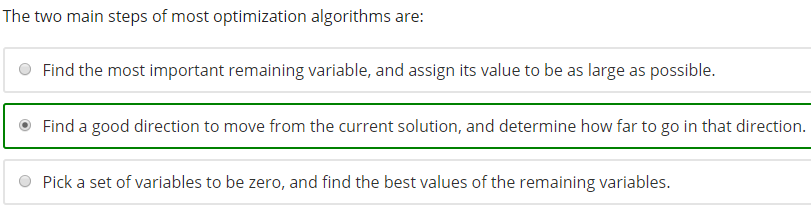 The two main steps of most optimization algorithms are:
Find the most important remaining variable, and assign its value to be as large as possible.
Find a good direction to move from the current solution, and determine how far to go in that direction.
Pick a set of variables to be zero, and find the best values of the remaining variables.